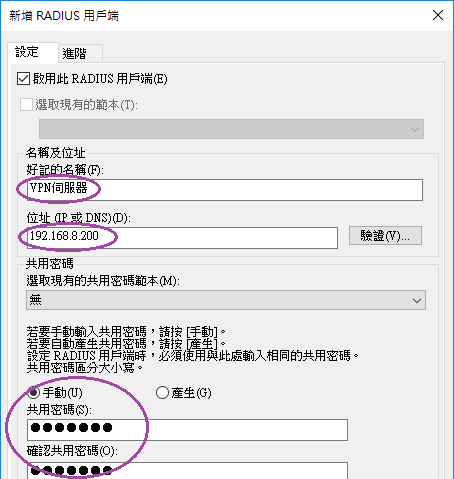 新增 RADIUS 用戶端
設定
進階
啟用此 RADIUS 用戶端(E)
選取現有的範本(T):
名稱及位址
好記的名稱(F):
VPN伺服器
位址 (IP 或 DNS)(D):
192.168.8.200
驗證(V)...
共用密碼
選取現有的共用密碼範本(M):
無
若要手動輸入共用密碼，請按 [手動]。
若要自動產生共用密碼，請按 [產生]。
設定 RADIUS 用戶端時，必須使用與此處輸入相同的共用密碼。
共用密碼區分大小寫。
手動(U)
產生(G)
共用密碼(S):
●●●●●●●
確認共用密碼(O):
●●●●●●●